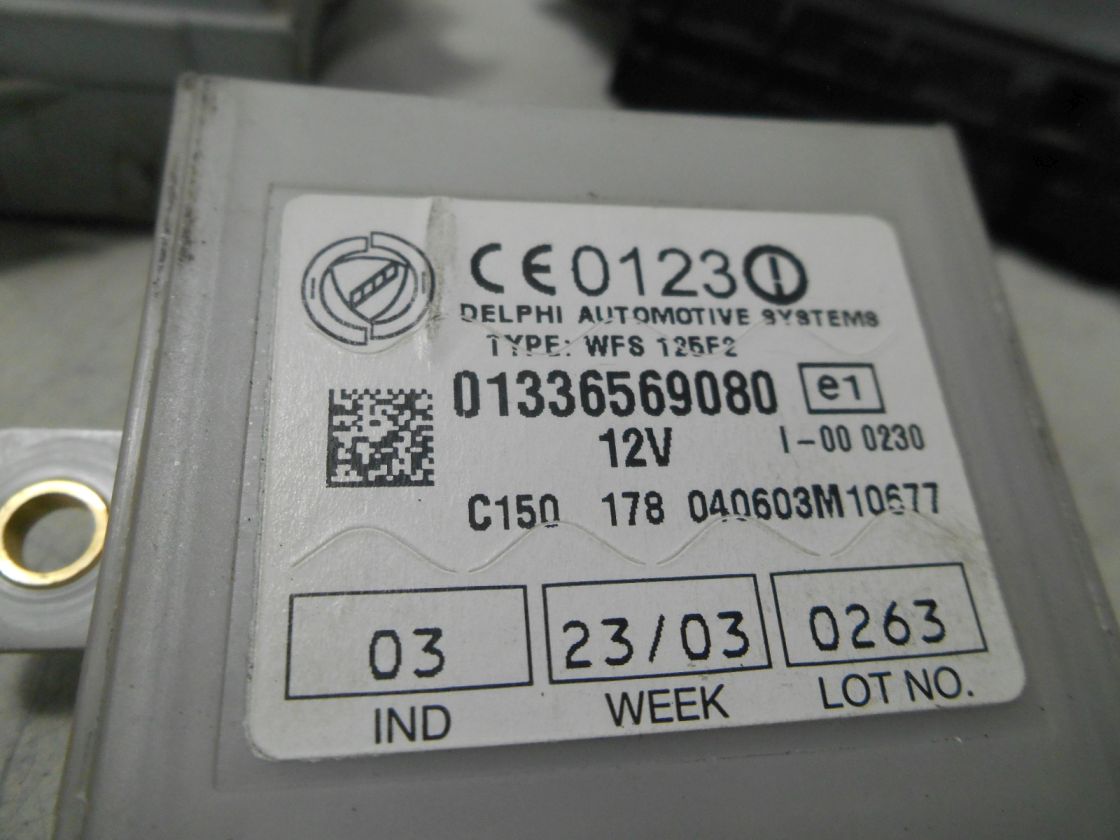 CE0123
DELPHI AUTOMOTIVE SYSTEMS
TYPE: WFS 125F2
01336569080 e1
12V I-00 0230
C150 178 040603M10677
03 23/03 0263
IND WEEK LOT NO.